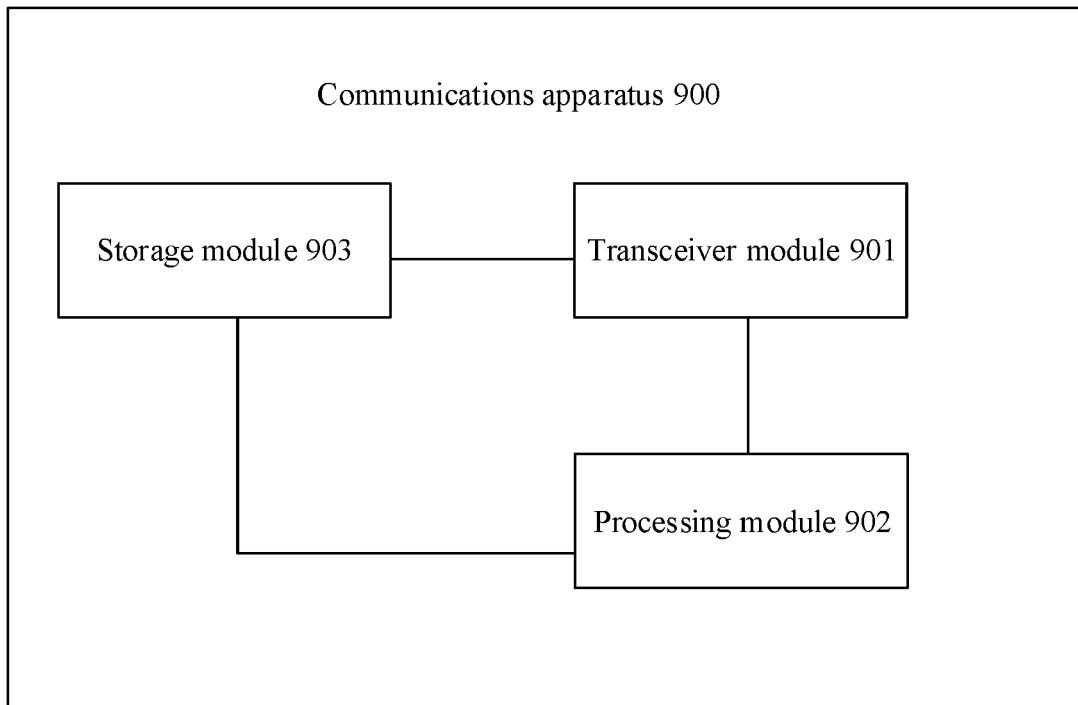 Communications apparatus 900
Storage module 903
Transceiver module 901
Processing module 902